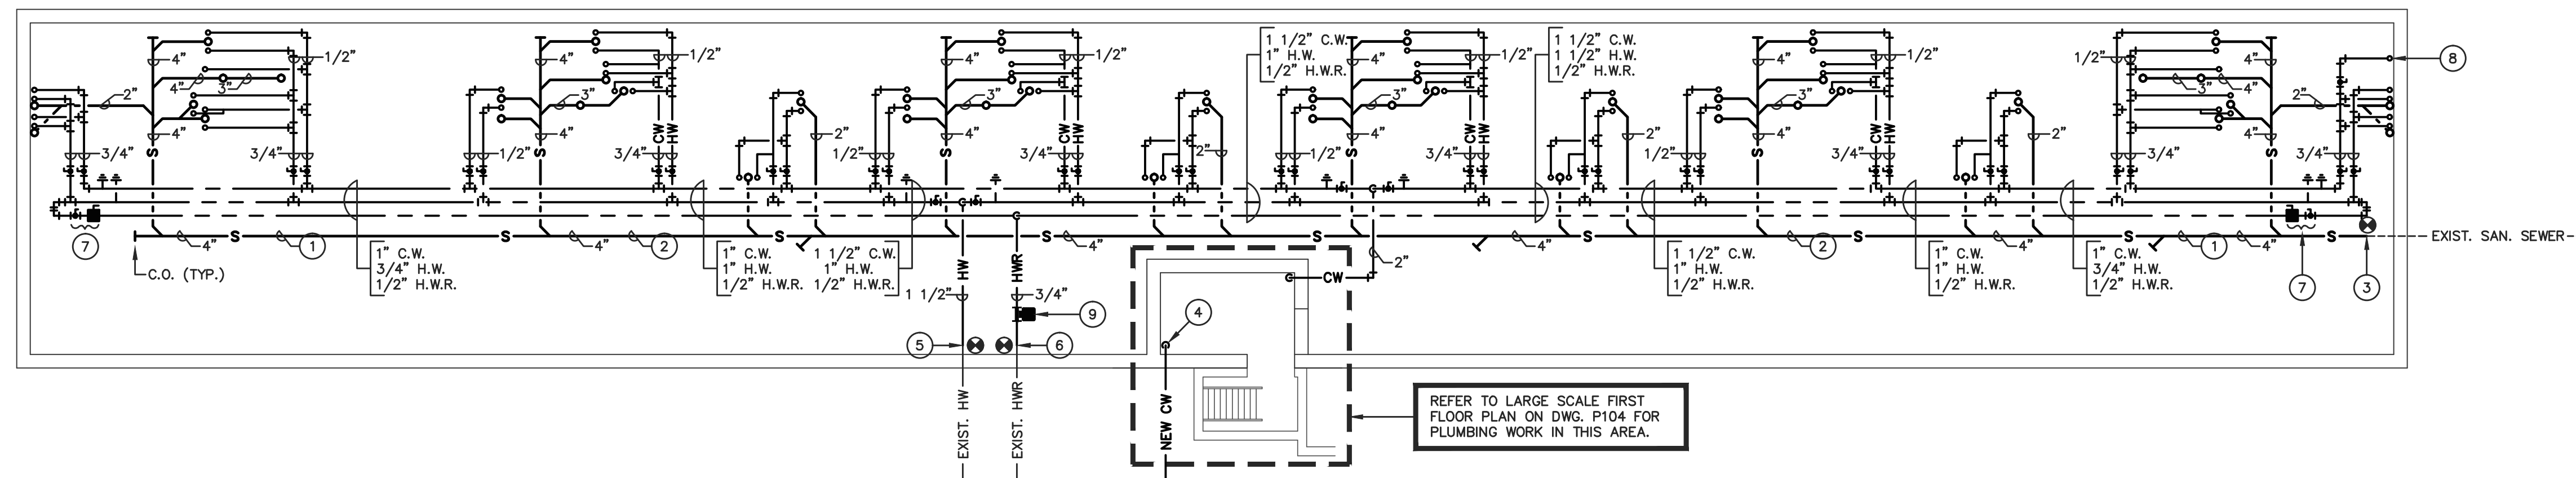 4"
1/2"
4"
1/2"
4"
1/2"
1 1/2" C.W.
1" H.W.
1/2" H.W.R.
4"
1/2"
1 1/2" C.W.
1 1/2" H.W.
1/2" H.W.R.
4"
1/2"
1/2"
4"
8
2"
4"
3"
3"
3"
3"
3"
3"
4"
2"
4"
S
3/4"
3/4"
1/2"
S
4"
3/4"
CW
HW
2"
1/2"
S
4"
3/4"
CW
HW
2"
1/2"
S
4"
3/4"
CW
HW
2"
1/2"
S
4"
3/4"
CW
HW
2"
3/4"
4"
S
3/4"
7
4"
S
1
S
4"
2
S
S
4"
S
4"
S
2
S
4"
S
1
4"
S
EXIST. SAN. SEWER
C.O. (TYP.)
1" C.W.
3/4" H.W.
1/2" H.W.R.
1" C.W.
1" H.W.
1/2" H.W.R.
1 1/2" C.W.
1" H.W.
1/2" H.W.R.
HW
HWR
2"
CW
1 1/2" C.W.
1" H.W.
1/2" H.W.R.
1" C.W.
1" H.W.
1/2" H.W.R.
1" C.W.
3/4" H.W.
1/2" H.W.R.
7
3
1 1/2"
3/4"
9
4
5
6
EXIST. HW
EXIST. HWR
NEW CW
REFER TO LARGE SCALE FIRST
FLOOR PLAN ON DWG. P104 FOR
PLUMBING WORK IN THIS AREA.